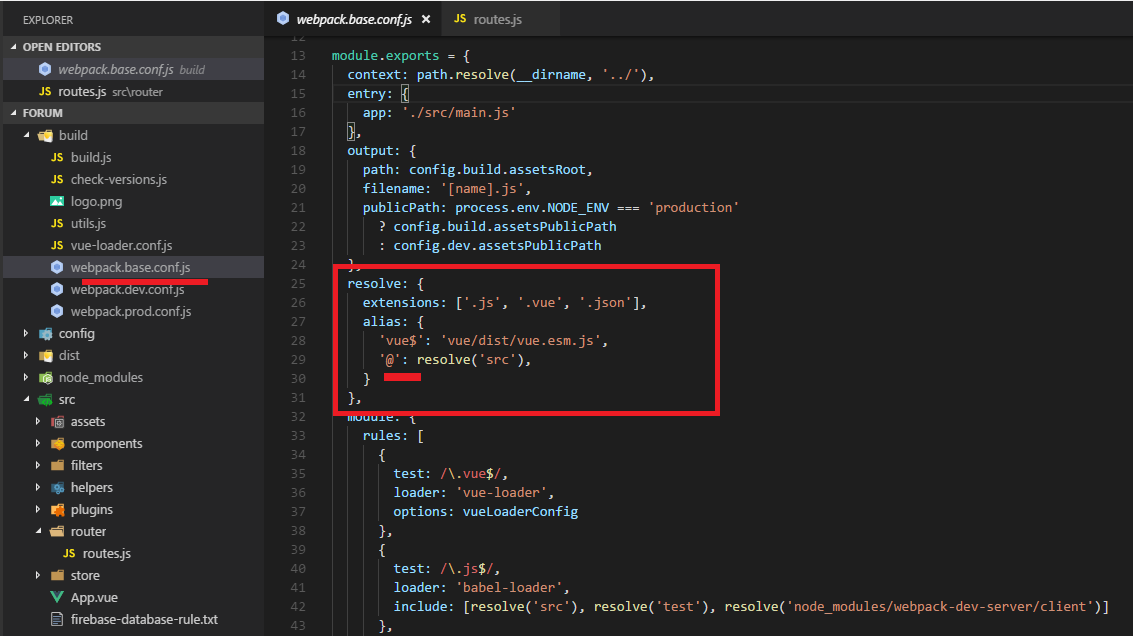 EXPLORER
OPEN EDITORS
webpack.base.conf.js build
JS routes.js src\router
FORUM
build
JS build.js
JS check-versions.js
logo.png
JS utils.js
JS vue-loader.conf.js
webpack.base.conf.js
webpack.dev.conf.js
webpack.prod.conf.js
config
dist
node_modules
src
assets
components
filters
helpers
plugins
router
JS routes.js
store
App.vue
firebase-database-rule.txt
webpack.base.conf.js × JS routes.js
12
13 module.exports = {
14 context: path.resolve(__dirname, '../'),
15 entry: {
16 app: './src/main.js'
17 },
18 output: {
19 path: config.build.assetsRoot,
20 filename: '[name].js',
21 publicPath: process.env.NODE_ENV === 'production'
22 ? config.build.assetsPublicPath
23 : config.dev.assetsPublicPath
24 },
25 resolve: {
26 extensions: ['.js', '.vue', '.json'],
27 alias: {
28 'vue$': 'vue/dist/vue.esm.js',
29 '@': resolve('src'),
30 }
31 },
32 module: {
33 rules: [
34 {
35 test: /\.vue$/,
36 loader: 'vue-loader',
37 options: vueLoaderConfig
38 },
39 {
40 test: /\.js$/,
41 loader: 'babel-loader',
42 include: [resolve('src'), resolve('test'), resolve('node_modules/webpack-dev-server/client')]
43 },